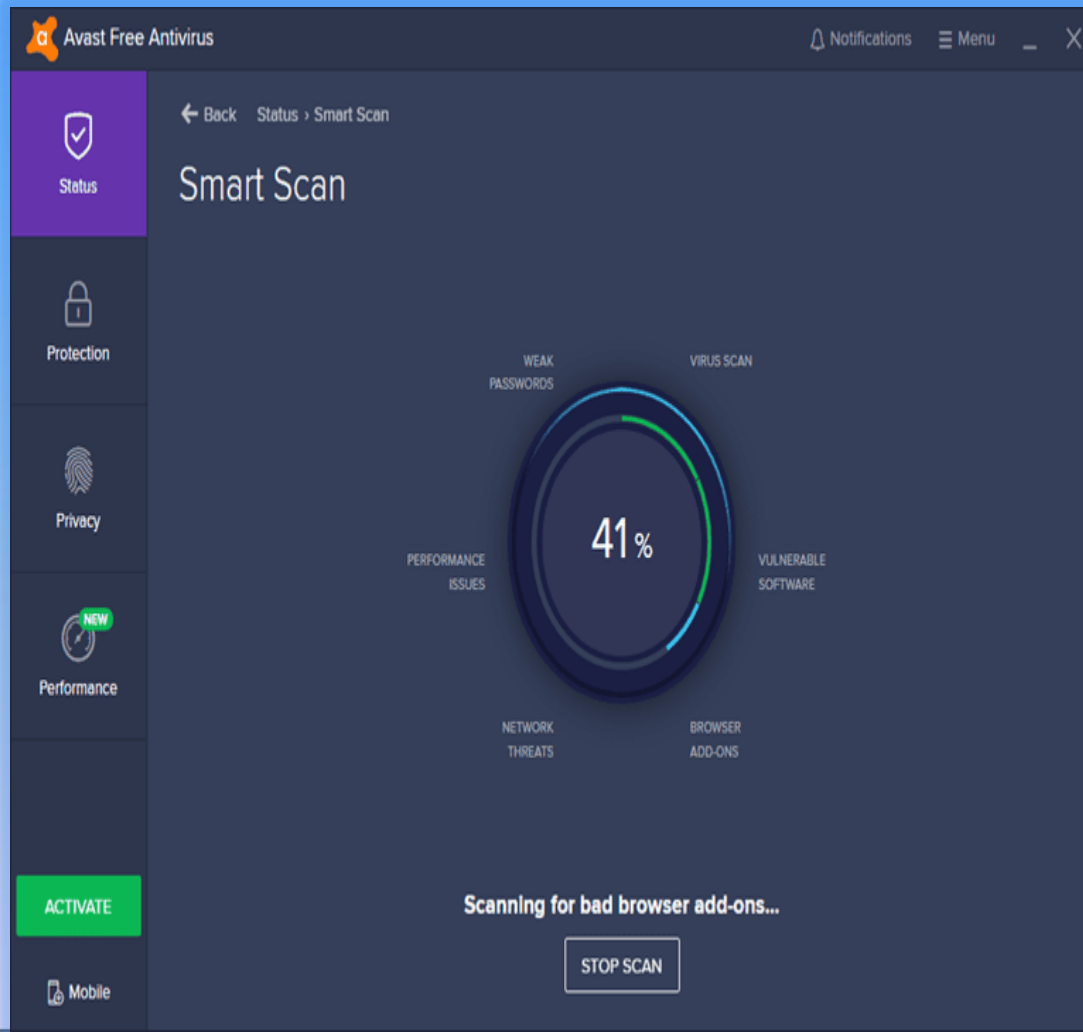 Avast Free Antivirus
Notifications
Menu
Back
Status › Smart Scan
Smart Scan
Status
Protection
Privacy
NEW
Performance
ACTIVATE
Mobile
WEAK
PASSWORDS
VIRUS SCAN
PERFORMANCE
ISSUES
41%
VULNERABLE
SOFTWARE
NETWORK
THREATS
BROWSER
ADD-ONS
Scanning for bad browser add-ons...
STOP SCAN